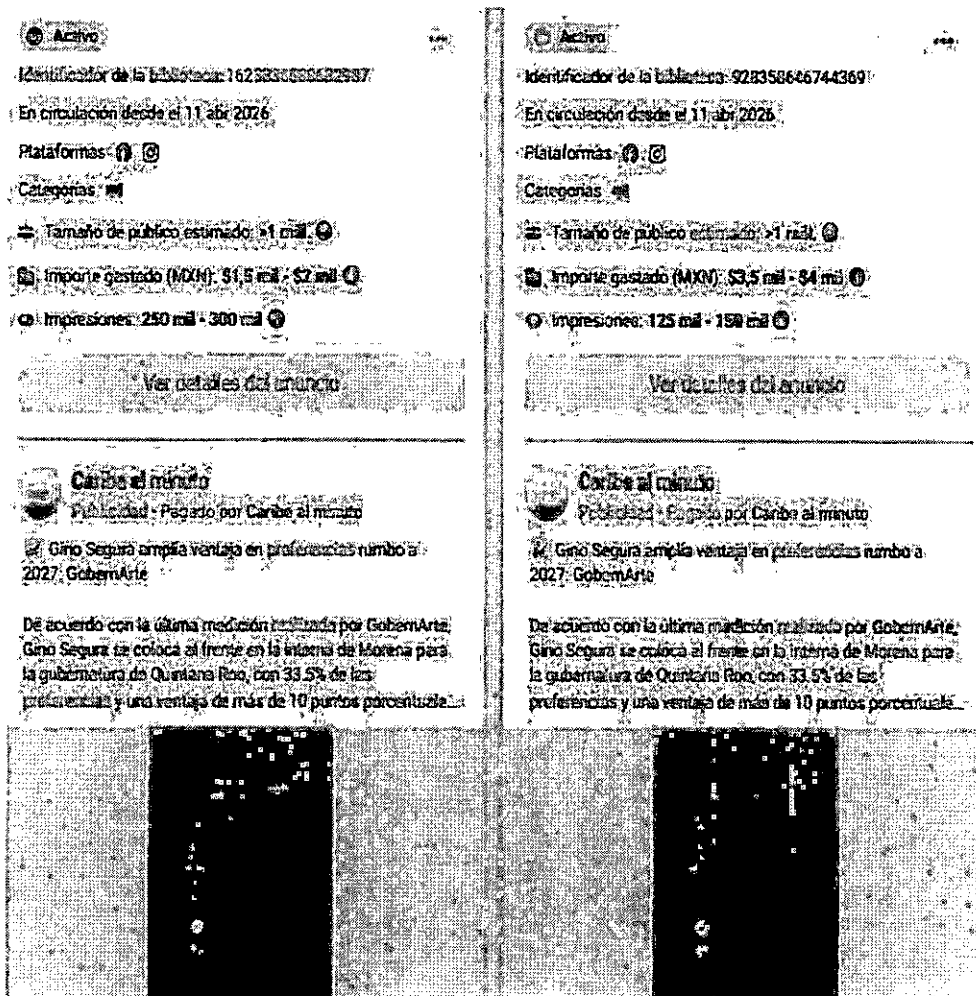 Activo
Identificador de la biblioteca:
En circulación desde el 11 abr 2026
Plataformas
Categorías
Tamaño de público estimado: >1 mill.
Importe gastado (MXN): $1,5 mil - $2 mil
Impresiones: 250 mil - 300 mil
Ver detalles del anuncio
Caribe al minuto
Publicidad • Pagado por Caribe al minuto
Gino Segura amplía ventaja en preferencias rumbo a
2027: GobernArte
De acuerdo con la última medición realizada por GobernArte,
Gino Segura se coloca al frente en la interna de Morena para
la gubernatura de Quintana Roo, con 33.5% de las
preferencias y una ventaja de más de 10 puntos porcentuale...
Activo
Identificador de la biblioteca: 928358646744369
En circulación desde el 11 abr 2026
Plataformas
Categorías
Tamaño de público estimado: >1 mill.
Importe gastado (MXN): $3,5 mil - $4 mil
Impresiones: 125 mil - 150 mil
Ver detalles del anuncio
Caribe al minuto
Publicidad • Pagado por Caribe al minuto
Gino Segura amplía ventaja en preferencias rumbo a
2027: GobernArte
De acuerdo con la última medición realizada por GobernArte,
Gino Segura se coloca al frente en la interna de Morena para
la gubernatura de Quintana Roo, con 33.5% de las
preferencias y una ventaja de más de 10 puntos porcentuale...